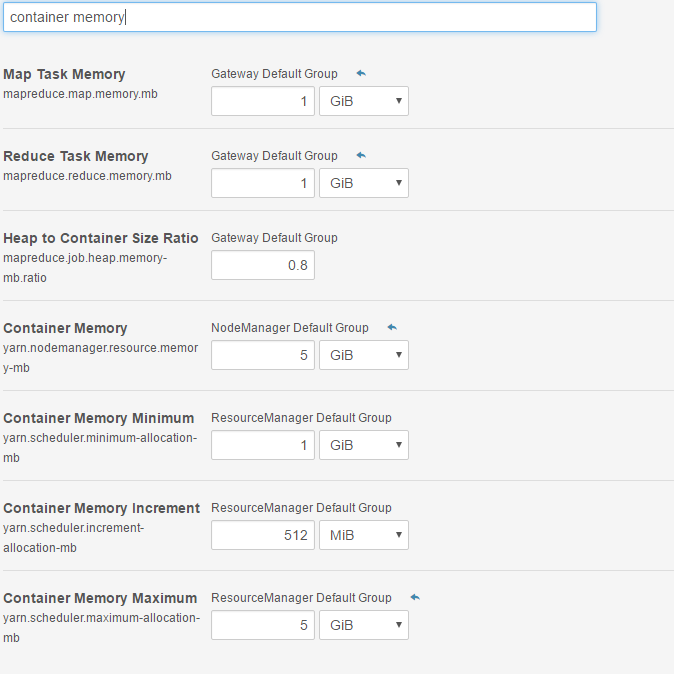 container memory
Map Task Memory
Gateway Default Group
mapreduce.map.memory.mb
1 GiB
Reduce Task Memory
Gateway Default Group
mapreduce.reduce.memory.mb
1 GiB
Heap to Container Size Ratio
Gateway Default Group
mapreduce.job.heap.memory-
mb.ratio
0.8
Container Memory
NodeManager Default Group
yarn.nodemanager.resource.memor
y-mb
5 GiB
Container Memory Minimum
ResourceManager Default Group
yarn.scheduler.minimum-allocation-
mb
1 GiB
Container Memory Increment
ResourceManager Default Group
yarn.scheduler.increment-
allocation-mb
512 MiB
Container Memory Maximum
ResourceManager Default Group
yarn.scheduler.maximum-allocation-
mb
5 GiB